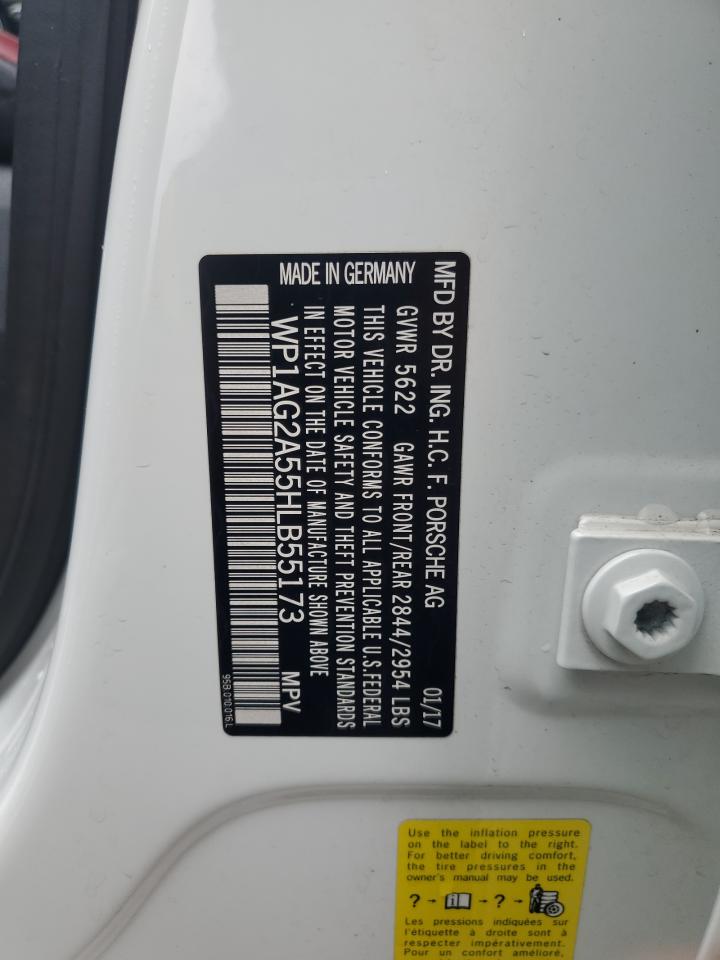 MFD BY DR. ING. H.C. F. PORSCHE AG 01/17
GVWR 5622 GAWR FRONT/REAR 2844/2954 LBS
THIS VEHICLE CONFORMS TO ALL APPLICABLE U.S.FEDERAL
MOTOR VEHICLE SAFETY AND THEFT PREVENTION STANDARDS
IN EFFECT ON THE DATE OF MANUFACTURE SHOWN ABOVE
WP1AG2A55HLB55173 MPV
MADE IN GERMANY
95B.010.016.L
Use the inflation pressure
on the label to the right.
For better driving comfort,
the tire pressures in the
owner's manual may be used.
? - i - ? -
Les pressions indiquées sur
l'étiquette à droite sont à
respecter impérativement.
Pour un confort amélioré,